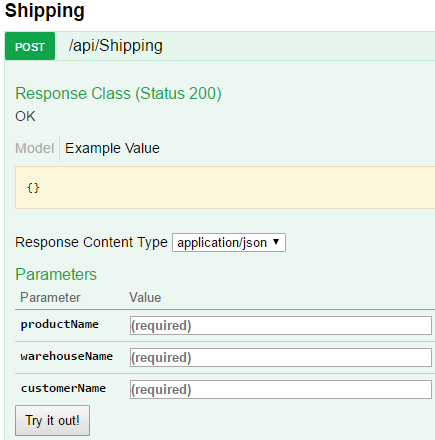 Shipping
POST /api/Shipping
Response Class (Status 200)
OK
Model Example Value
{}
Response Content Type application/json ▼
Parameters
Parameter Value
productName (required)
warehouseName (required)
customerName (required)
Try it out!